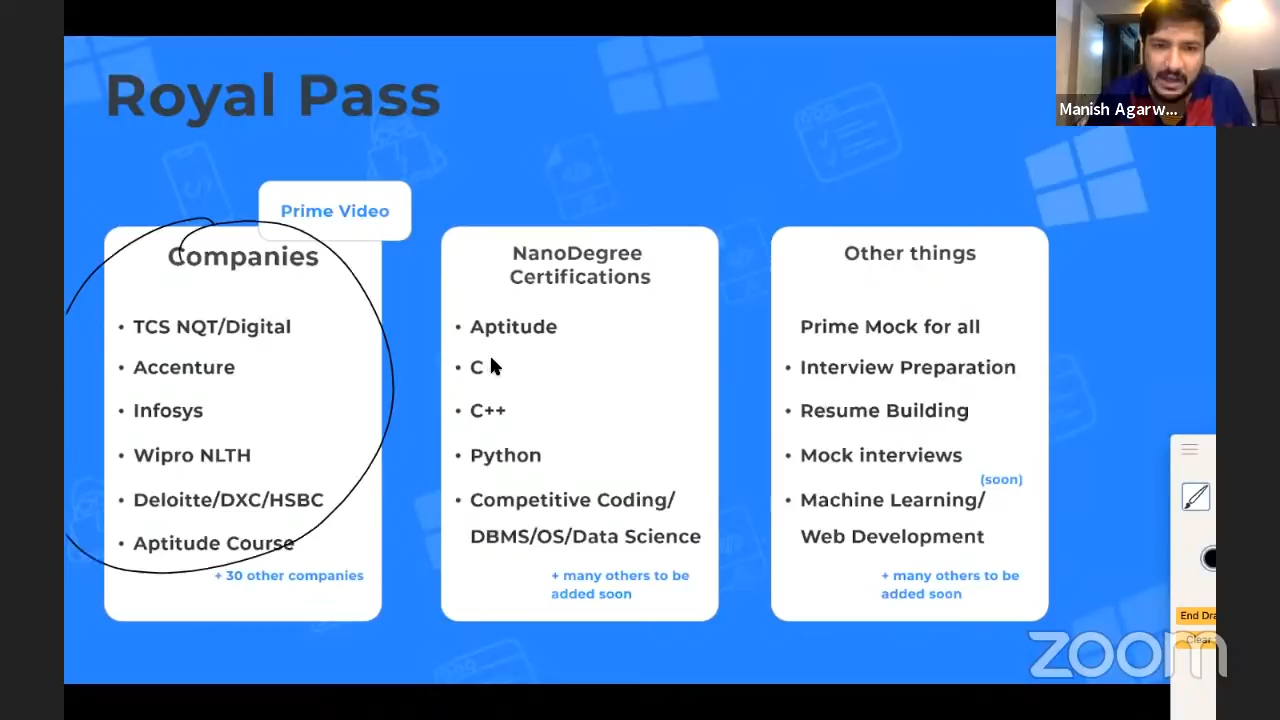 Royal Pass
Manish Agarw...
Prime Video
Companies
• TCS NQT/Digital
• Accenture
• Infosys
• Wipro NLTH
• Deloitte/DXC/HSBC
• Aptitude Course
+ 30 other companies
NanoDegree
Certifications
• Aptitude
• C
• C++
• Python
• Competitive Coding/
DBMS/OS/Data Science
+ many others to be
added soon
Other things
Prime Mock for all
• Interview Preparation
• Resume Building
• Mock interviews
(soon)
• Machine Learning/
Web Development
+ many others to be
added soon
End Dra
Clear
zoom